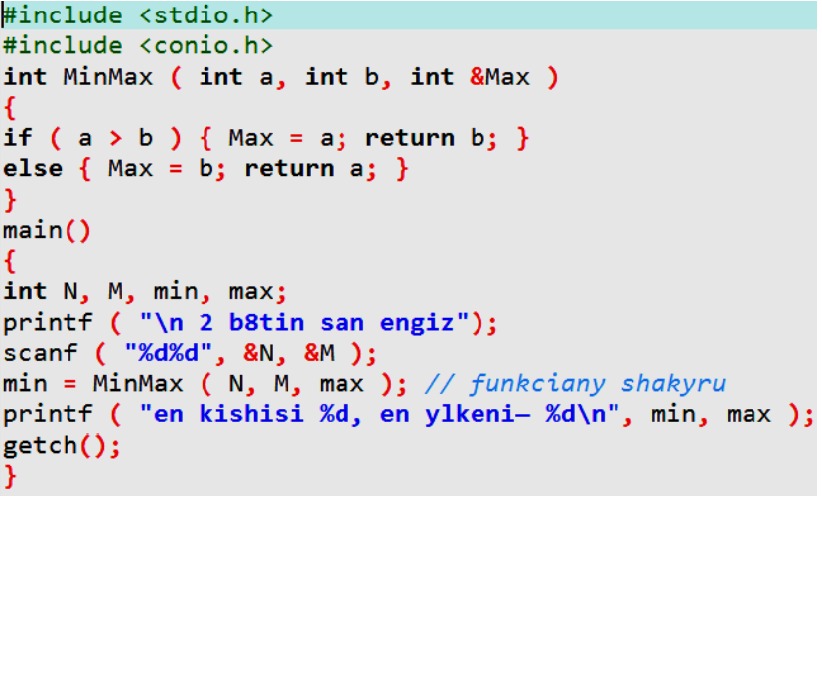 #include <stdio.h>
#include <conio.h>
int MinMax ( int a, int b, int &Max )
{
if ( a > b ) { Max = a; return b; }
else { Max = b; return a; }
}
main()
{
int N, M, min, max;
printf ( "\n 2 b8tin san engiz");
scanf ( "%d%d", &N, &M );
min = MinMax ( N, M, max ); // funkciany shakyru
printf ( "en kishisi %d, en ylkeni— %d\n", min, max );
getch();
}